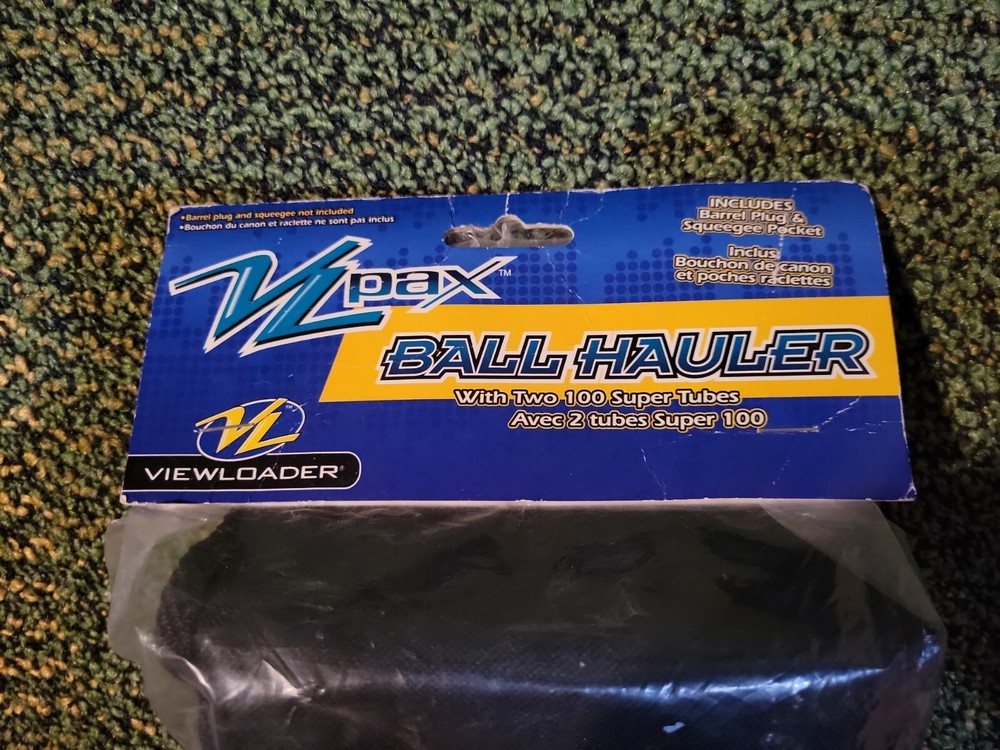 •Barrel plug and squeegee not included
•Bouchon du canon et raclette ne sont pas inclus
INCLUDES
Barrel Plug &
Squeegee Pocket
Inclus
Bouchon de canon
et poches raclettes
VL pax™
BALL HAULER
With Two 100 Super Tubes
Avec 2 tubes Super 100
VL™
VIEWLOADER®